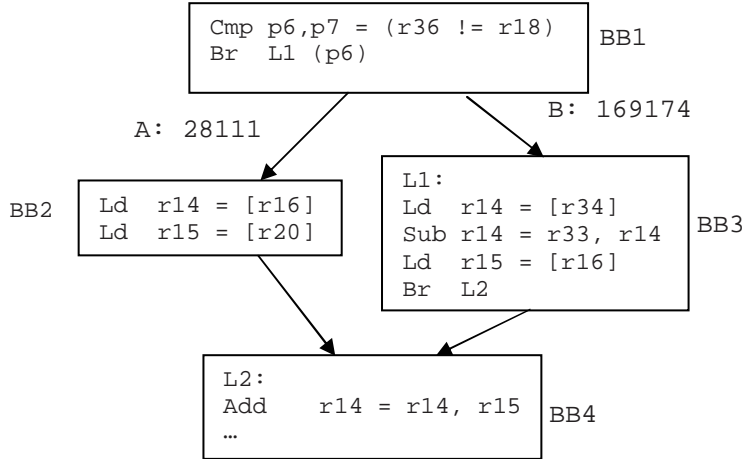 Cmp p6,p7 = (r36 != r18)
Br L1 (p6)
BB1
A: 28111
B: 169174
BB2
Ld r14 = [r16]
Ld r15 = [r20]
L1:
Ld r14 = [r34]
Sub r14 = r33, r14
Ld r15 = [r16]
Br L2
BB3
L2:
Add r14 = r14, r15
…
BB4